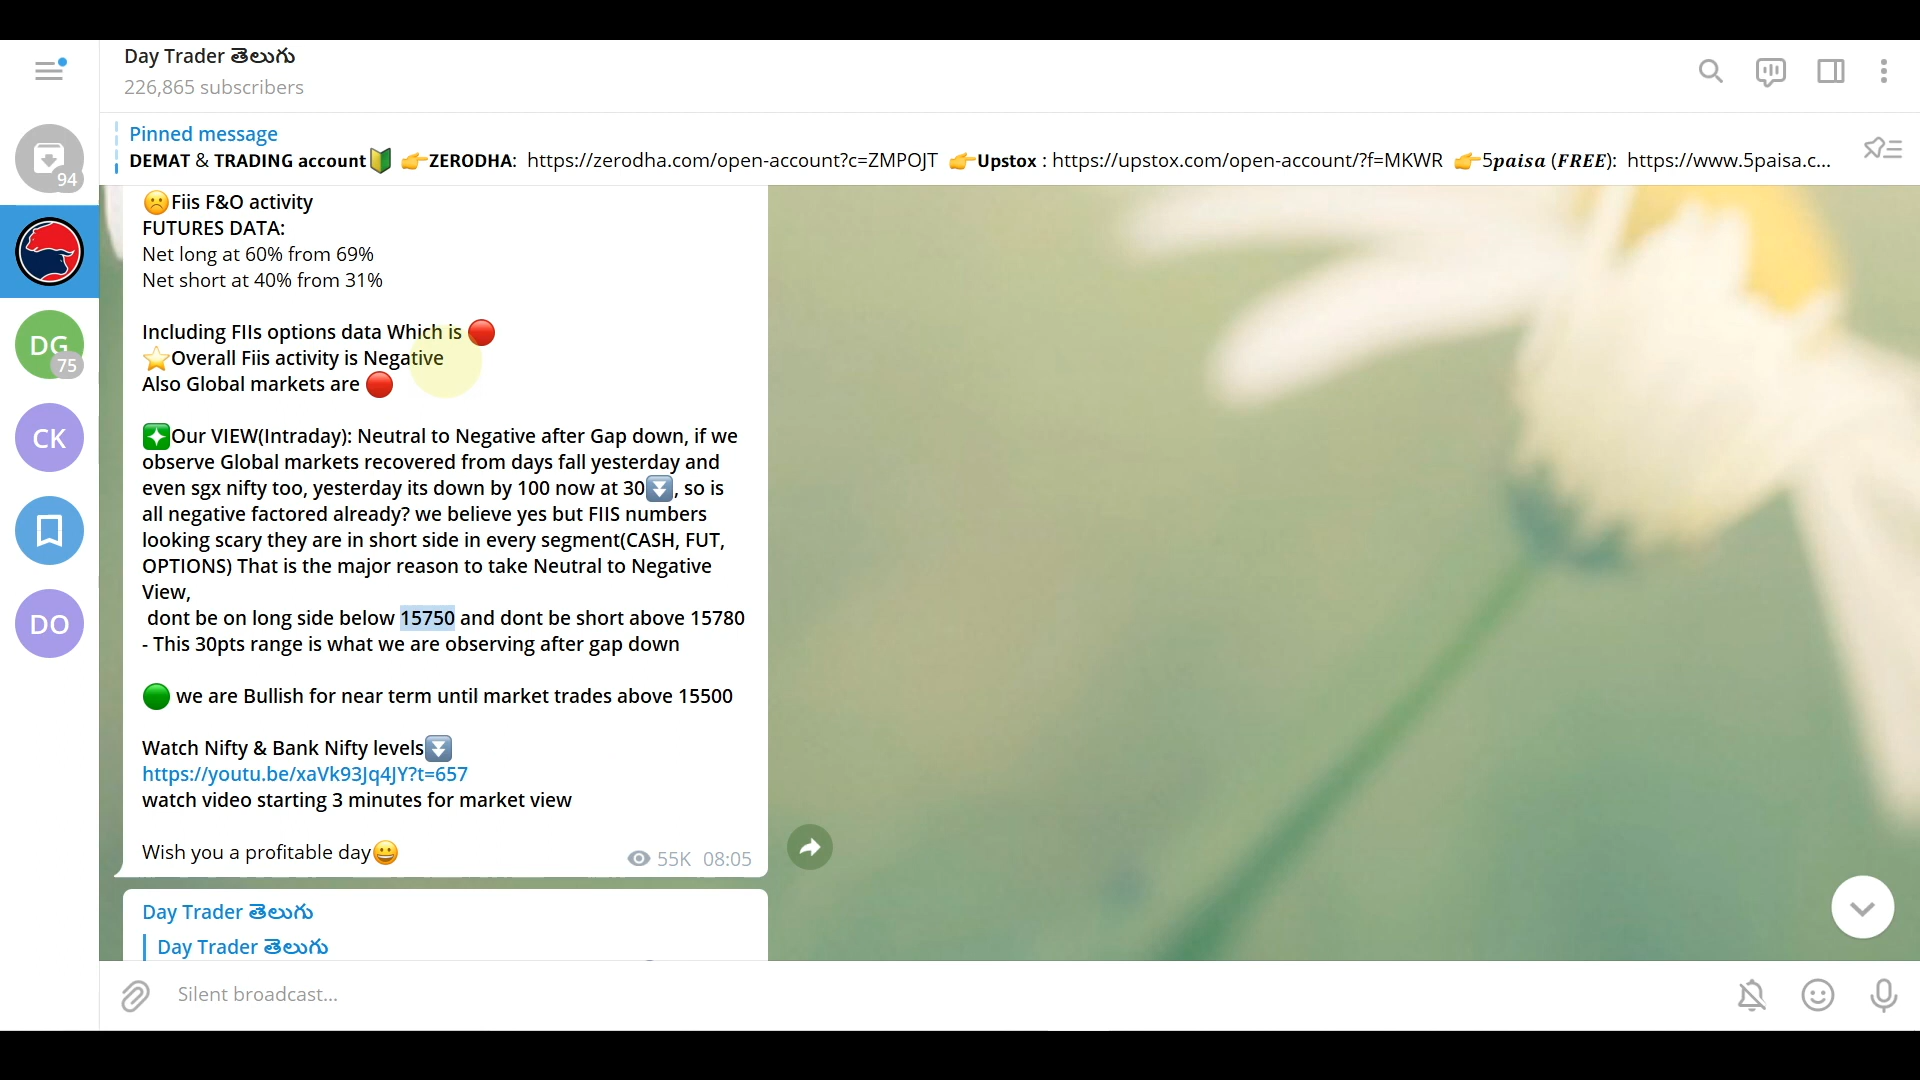 Day Trader తెలుగు
226,865 subscribers
Pinned message
DEMAT & TRADING account🔰 👉ZERODHA: https://zerodha.com/open-account?c=ZMPOJT 👉Upstox : https://upstox.com/open-account/?f=MKWR 👉5paisa (FREE): https://www.5paisa.c...
94
DG
75
CK
DO
☹️Fiis F&O activity
FUTURES DATA:
Net long at 60% from 69%
Net short at 40% from 31%
Including FIIs options data Which is 🔴
⭐Overall Fiis activity is Negative
Also Global markets are 🔴
❇️Our VIEW(Intraday): Neutral to Negative after Gap down, if we
observe Global markets recovered from days fall yesterday and
even sgx nifty too, yesterday its down by 100 now at 30⏬, so is
all negative factored already? we believe yes but FIIS numbers
looking scary they are in short side in every segment(CASH, FUT,
OPTIONS) That is the major reason to take Neutral to Negative
View,
dont be on long side below 15750 and dont be short above 15780
- This 30pts range is what we are observing after gap down
🟢 we are Bullish for near term until market trades above 15500
Watch Nifty & Bank Nifty levels⏬
https://youtu.be/xaVk93Jq4JY?t=657
watch video starting 3 minutes for market view
Wish you a profitable day😀
55K 08:05
Day Trader తెలుగు
Day Trader తెలుగు
Silent broadcast...